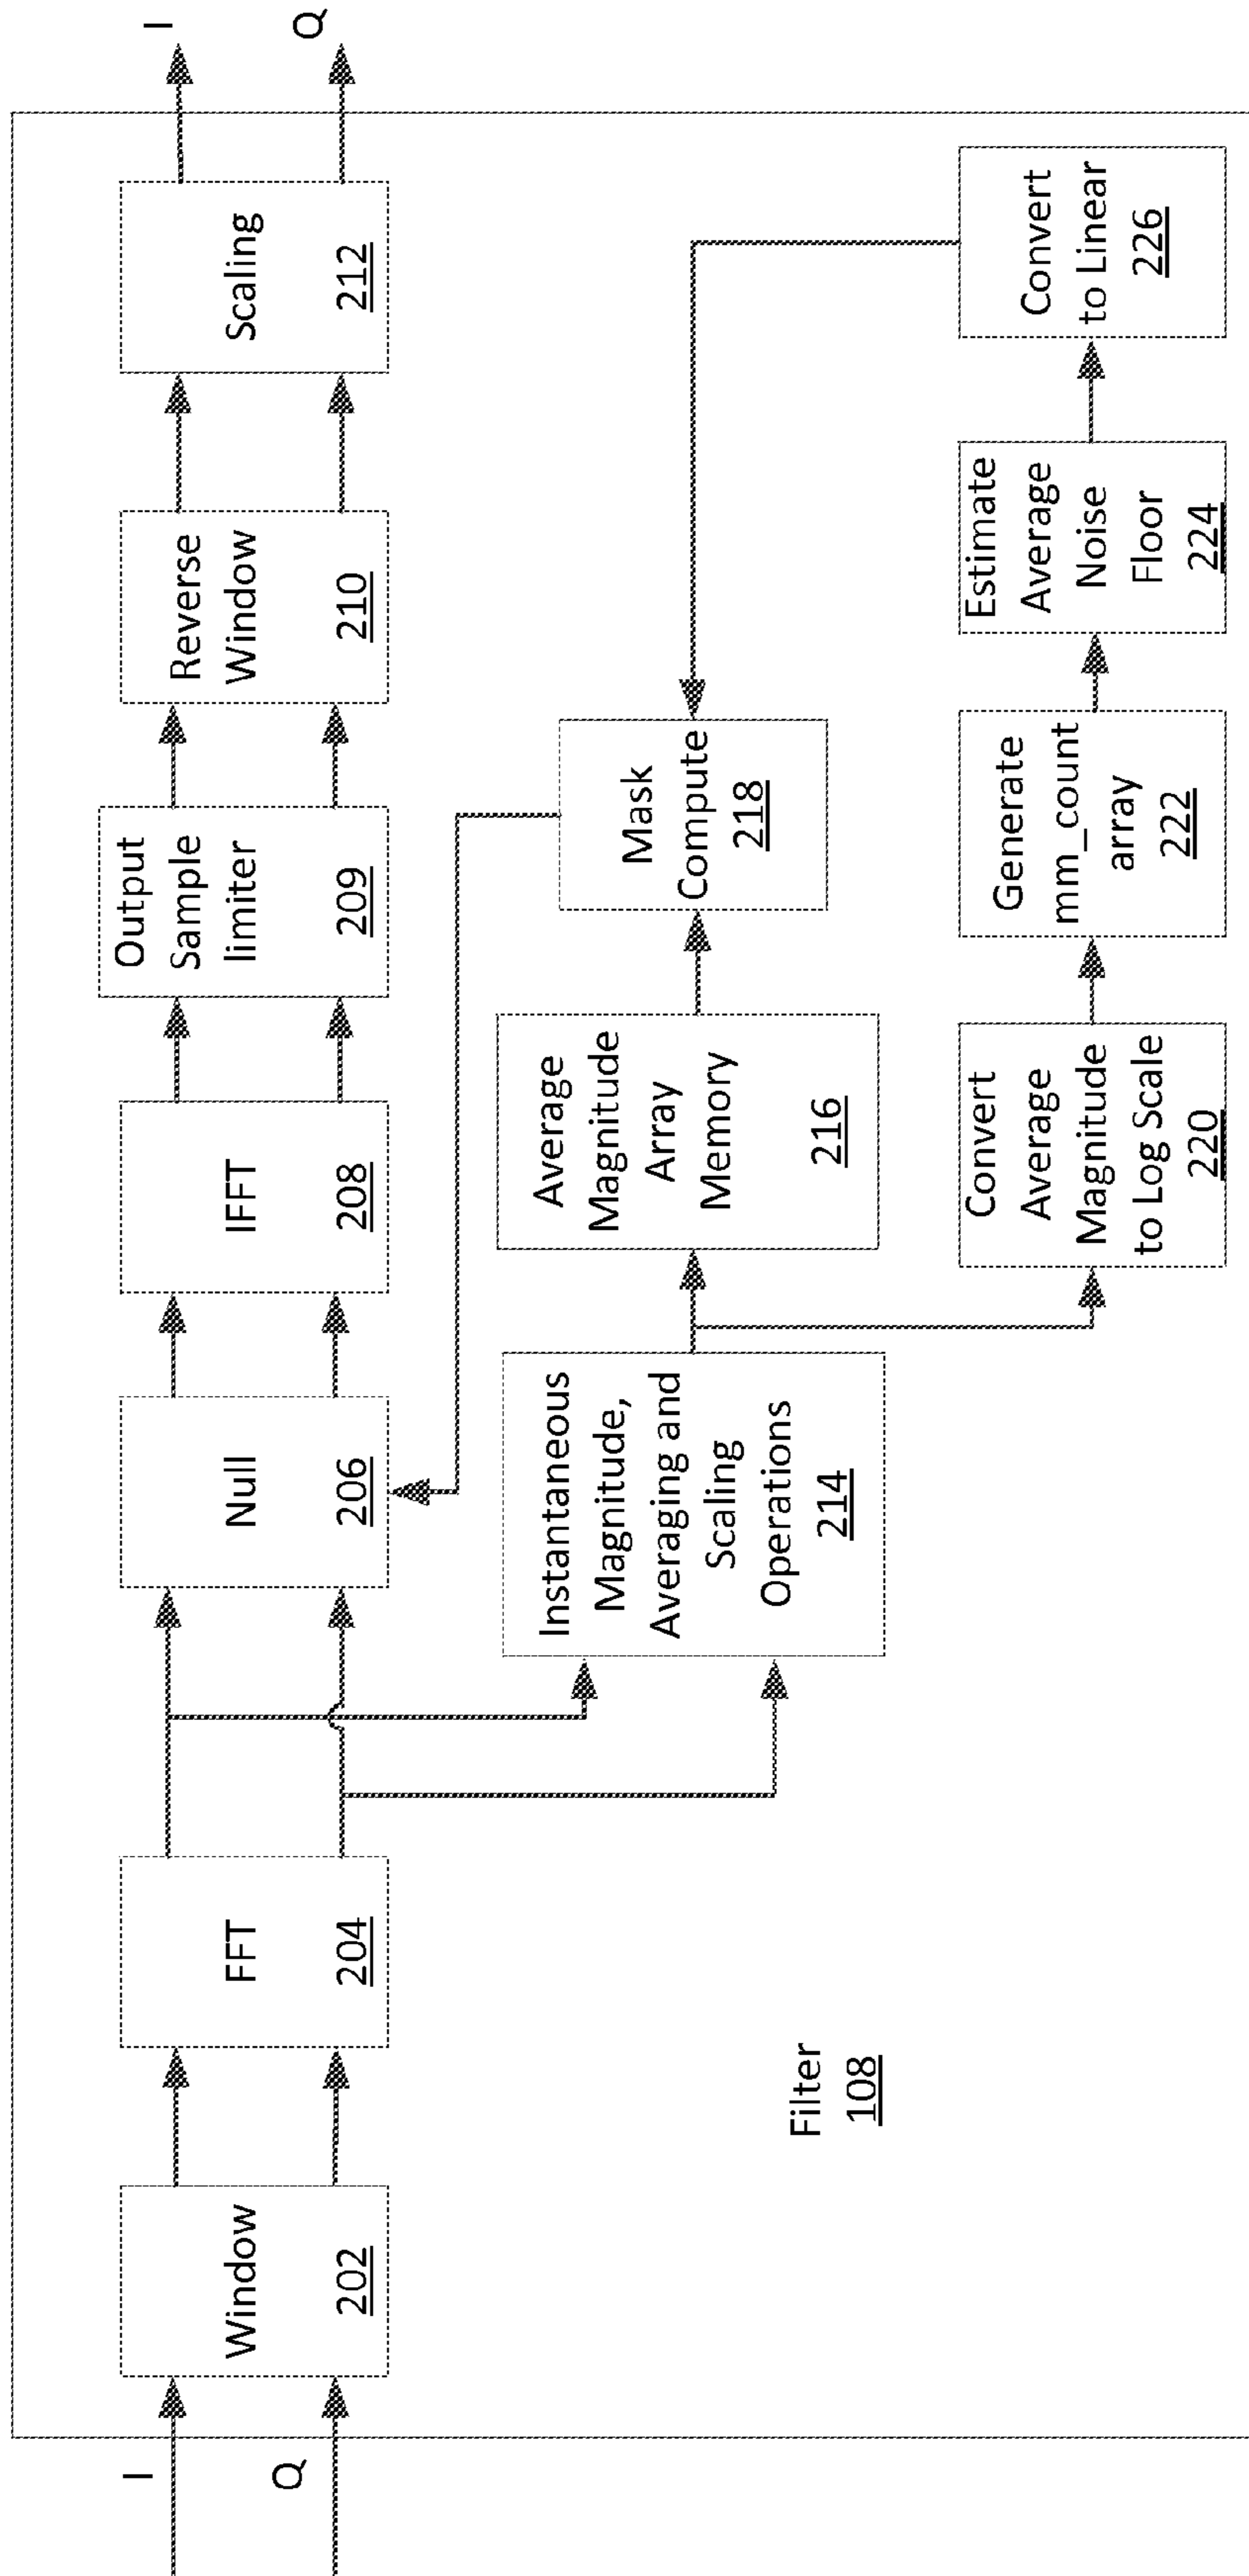 I
Q
Window
202
FFT
204
Null
206
IFFT
208
Output
Sample
limiter
209
Reverse
Window
210
Scaling
212
I
Q
Instantaneous
Magnitude,
Averaging and
Scaling
Operations
214
Average
Magnitude
Array
Memory
216
Mask
Compute
218
Convert
Average
Magnitude
to Log Scale
220
Generate
mm_count
array
222
Estimate
Average
Noise
Floor
224
Convert
to Linear
226
Filter
108